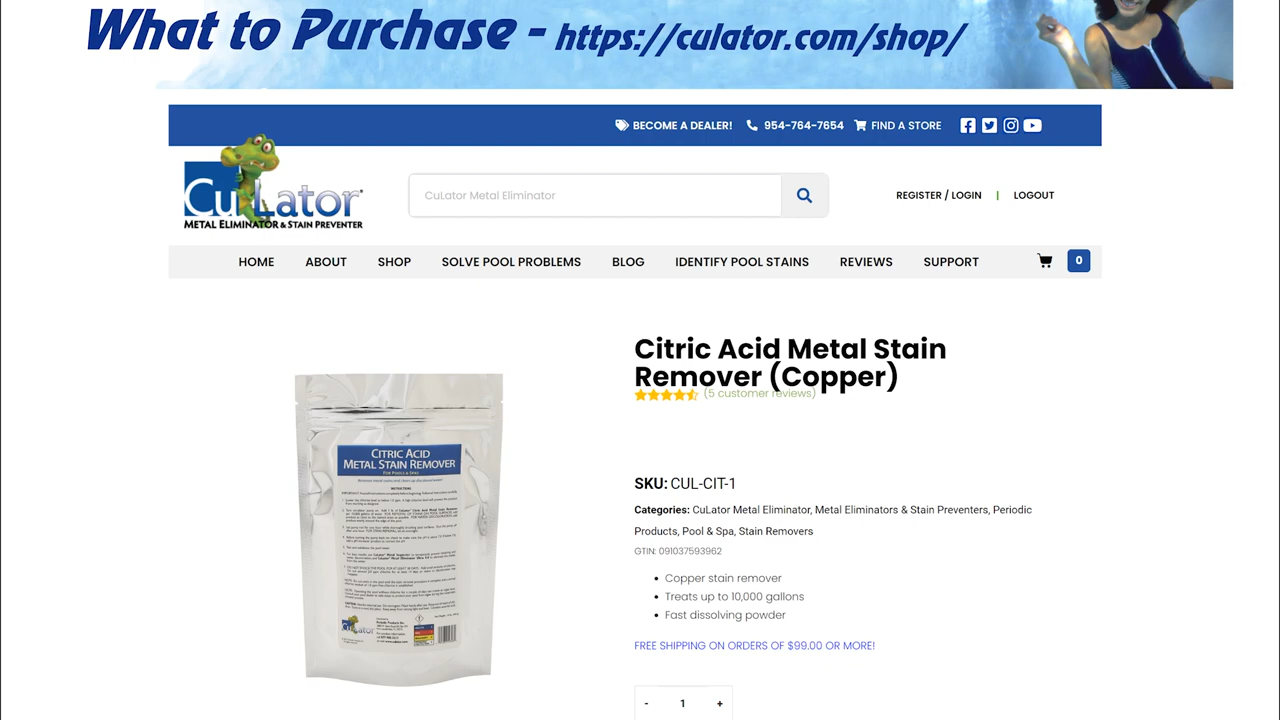 What to Purchase - https://culator.com/shop/
BECOME A DEALER! 954-764-7654 FIND A STORE
CuLator
METAL ELIMINATOR & STAIN PREVENTER
CuLator Metal Eliminator
REGISTER / LOGIN | LOGOUT
HOME ABOUT SHOP SOLVE POOL PROBLEMS BLOG IDENTIFY POOL STAINS REVIEWS SUPPORT 0
Citric Acid Metal Stain
Remover (Copper)
(5 customer reviews)
CITRIC ACID
METAL STAIN REMOVER
FOR POOLS & SPAS
SKU: CUL-CIT-1
Categories: CuLator Metal Eliminator, Metal Eliminators & Stain Preventers, Periodic
Products, Pool & Spa, Stain Removers
GTIN: 091037593962
• Copper stain remover
• Treats up to 10,000 gallons
• Fast dissolving powder
FREE SHIPPING ON ORDERS OF $99.00 OR MORE!
- 1 +
CuLator